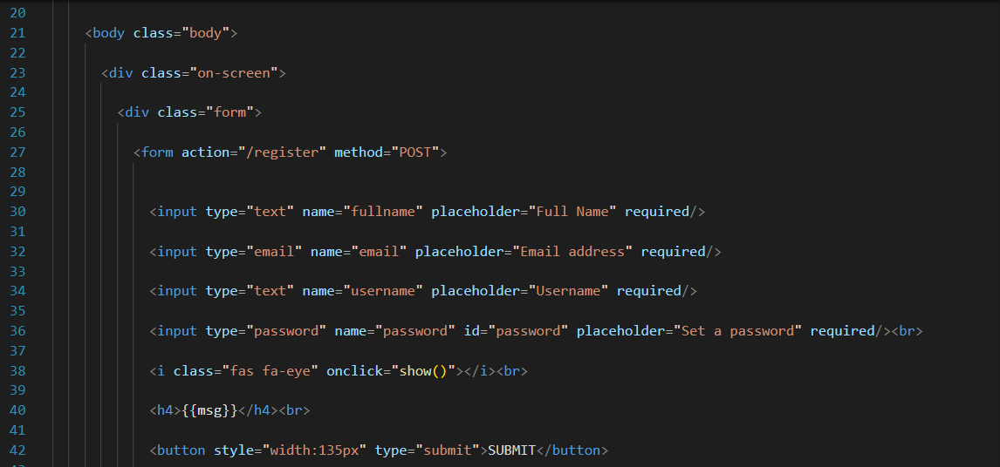 20
21 <body class="body">
22
23 <div class="on-screen">
24
25 <div class="form">
26
27 <form action="/register" method="POST">
28
29
30 <input type="text" name="fullname" placeholder="Full Name" required/>
31
32 <input type="email" name="email" placeholder="Email address" required/>
33
34 <input type="text" name="username" placeholder="Username" required/>
35
36 <input type="password" name="password" id="password" placeholder="Set a password" required/><br>
37
38 <i class="fas fa-eye" onclick="show()"></i><br>
39
40 <h4>{{msg}}</h4><br>
41
42 <button style="width:135px" type="submit">SUBMIT</button>